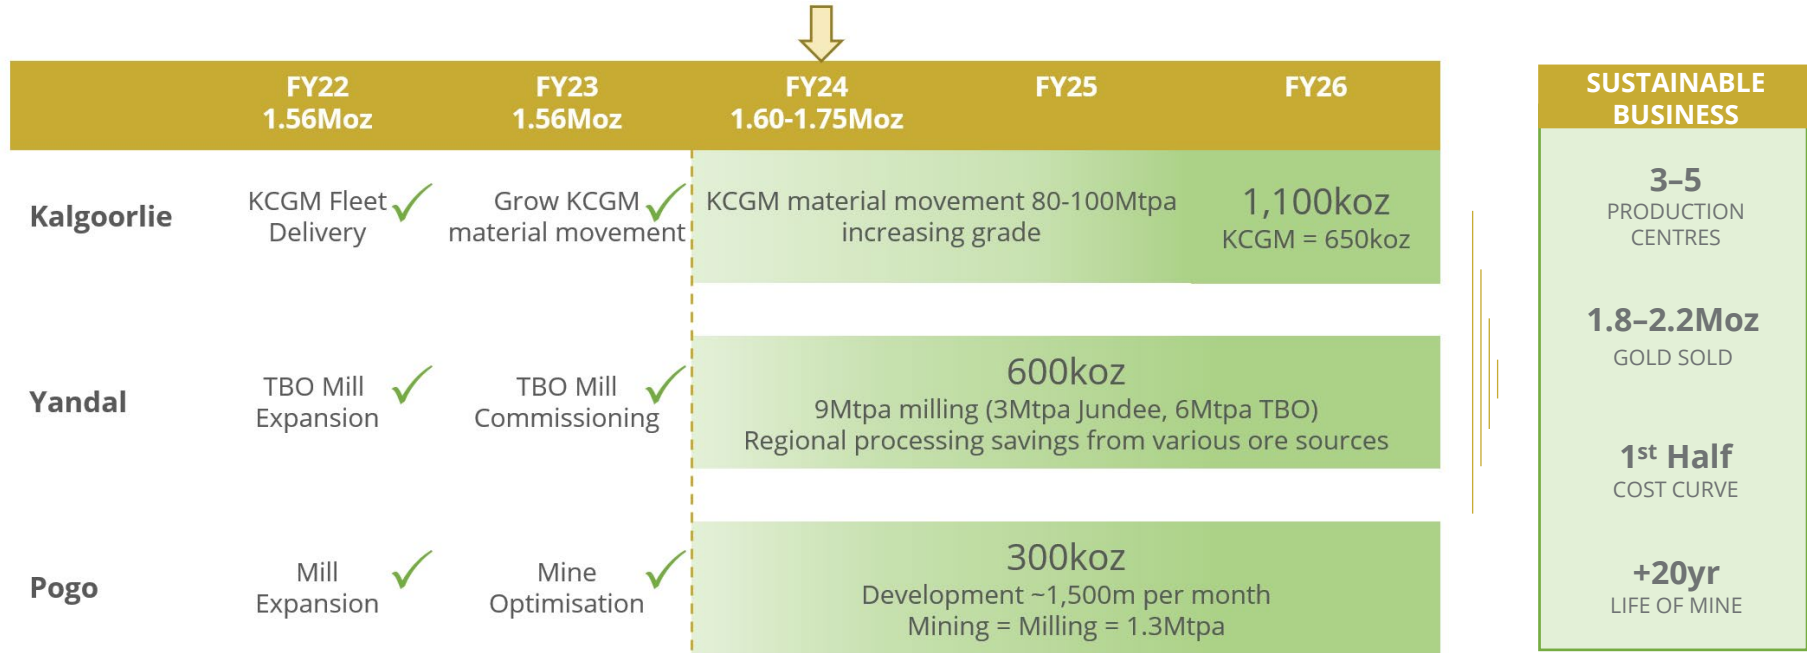 FY22
1.56Moz
FY23
1.56Moz
FY24
1.60-1.75Moz
FY25
FY26
Kalgoorlie
KCGM Fleet
Delivery
Grow KCGM
material movement
KCGM material movement 80-100Mtpa
increasing grade
1,100koz
KCGM = 650koz
Yandal
TBO Mill
Expansion
TBO Mill
Commissioning
600koz
9Mtpa milling (3Mtpa Jundee, 6Mtpa TBO)
Regional processing savings from various ore sources
Pogo
Mill
Expansion
Mine
Optimisation
300koz
Development ~1,500m per month
Mining = Milling = 1.3Mtpa
SUSTAINABLE
BUSINESS
3–5
PRODUCTION
CENTRES
1.8–2.2Moz
GOLD SOLD
1st Half
COST CURVE
+20yr
LIFE OF MINE